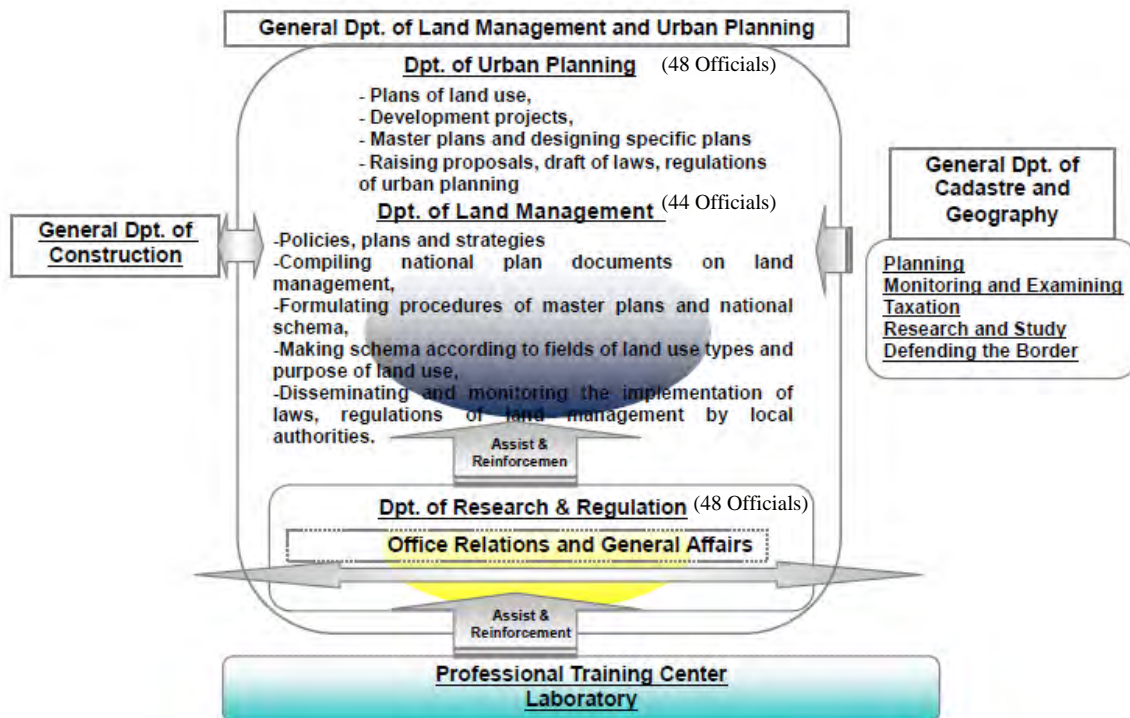 General Dpt. of Land Management and Urban Planning
Dpt. of Urban Planning (48 Officials)
- Plans of land use,
- Development projects,
- Master plans and designing specific plans
- Raising proposals, draft of laws, regulations
of urban planning
Dpt. of Land Management (44 Officials)
-Policies, plans and strategies
-Compiling national plan documents on land
management,
-Formulating procedures of master plans and national
schema,
-Making schema according to fields of land use types and
purpose of land use,
-Disseminating and monitoring the implementation of
laws, regulations of land management by local
authorities.
General Dpt. of
Construction
General Dpt. of
Cadastre and
Geography
Planning
Monitoring and Examining
Taxation
Research and Study
Defending the Border
Assist &
Reinforcemen
Dpt. of Research & Regulation (48 Officials)
Office Relations and General Affairs
Assist &
Reinforcement
Professional Training Center
Laboratory